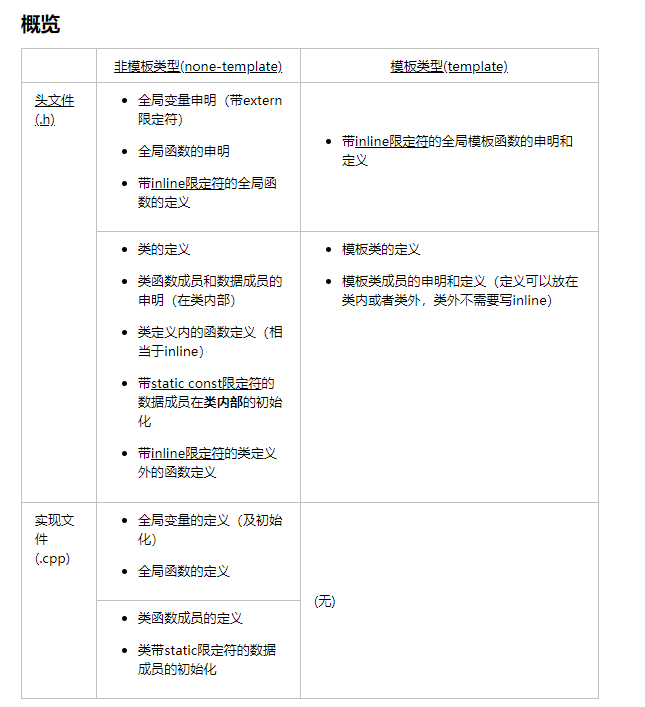 概览
非模板类型(none-template)
模板类型(template)
头文件
(.h)
全局变量申明（带extern
限定符）
全局函数的申明
带inline限定符的全局函
数的定义
带inline限定符的全局模板函数的申明和
定义
类的定义
类函数成员和数据成员的
申明（在类内部）
类定义内的函数定义（相
当于inline）
带static const限定符的
数据成员在类内部的初始
化
带inline限定符的类定义
外的函数定义
模板类的定义
模板类成员的申明和定义（定义可以放在
类内或者类外，类外不需要写inline）
实现文
件
(.cpp)
全局变量的定义（及初始
化）
全局函数的定义
类函数成员的定义
类带static限定符的数据
成员的初始化
(无)